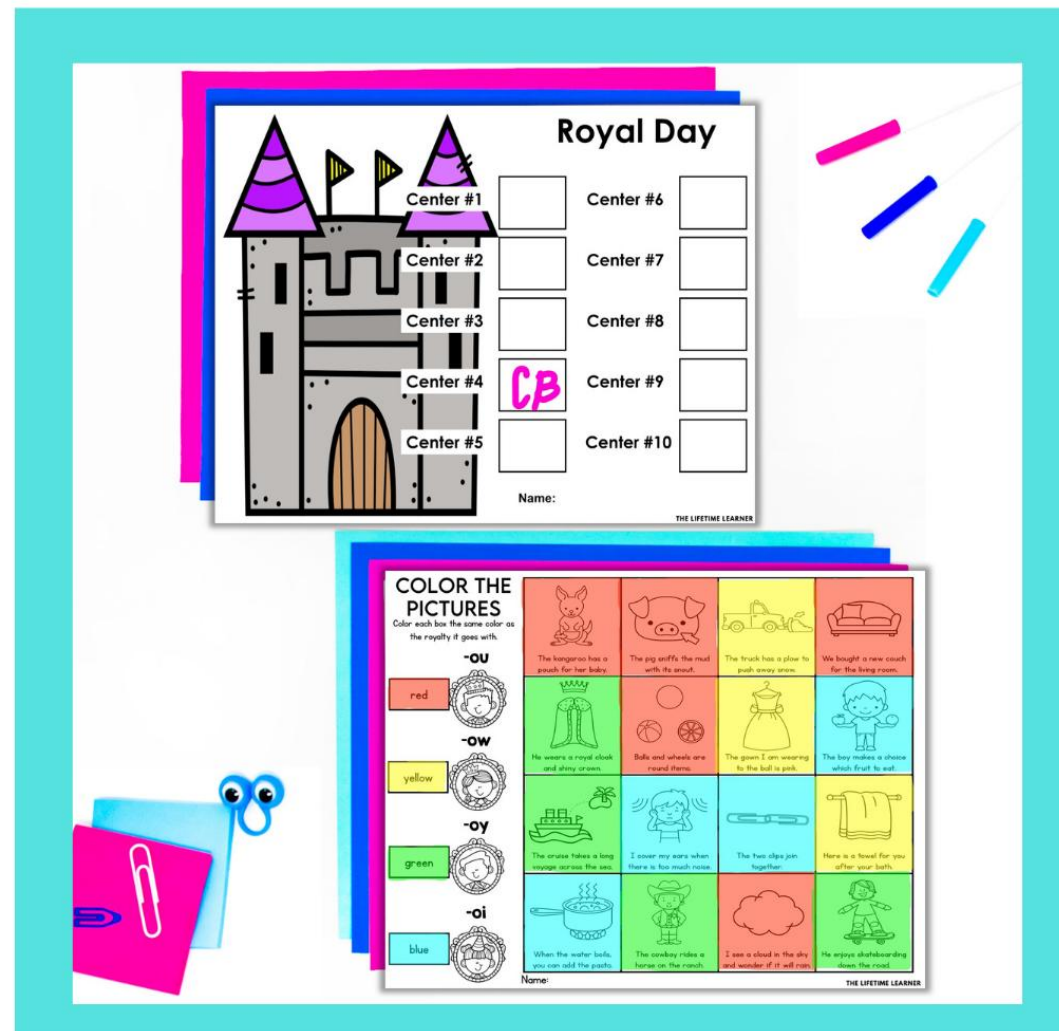 Royal Day
Center #1
Center #6
Center #2
Center #7
Center #3
Center #8
Center #4
CB
Center #9
Center #5
Center #10
Name:
THE LIFETIME LEARNER
COLOR THE
PICTURES
Color each box the same color as
the royalty it goes with.
-ou
red
-ow
yellow
-oy
green
-oi
blue
The kangaroo has a
pouch for her baby.
The pig sniffs the mud
with its snout.
The truck has a plow to
push away snow.
We bought a new couch
for the living room.
He wears a royal cloak
and shiny crown.
Balls and wheels are
round items.
The gown I am wearing
to the ball is pink.
The boy makes a choice
which fruit to eat.
The cruise takes a long
voyage across the sea.
I cover my ears when
there is too much noise.
The two clips join
together.
Here is a towel for you
after your bath.
When the water boils,
you can add the pasta.
The cowboy rides a
horse on the ranch.
I see a cloud in the sky
and wonder if it will rain.
He enjoys skateboarding
down the road.
Name:
THE LIFETIME LEARNER